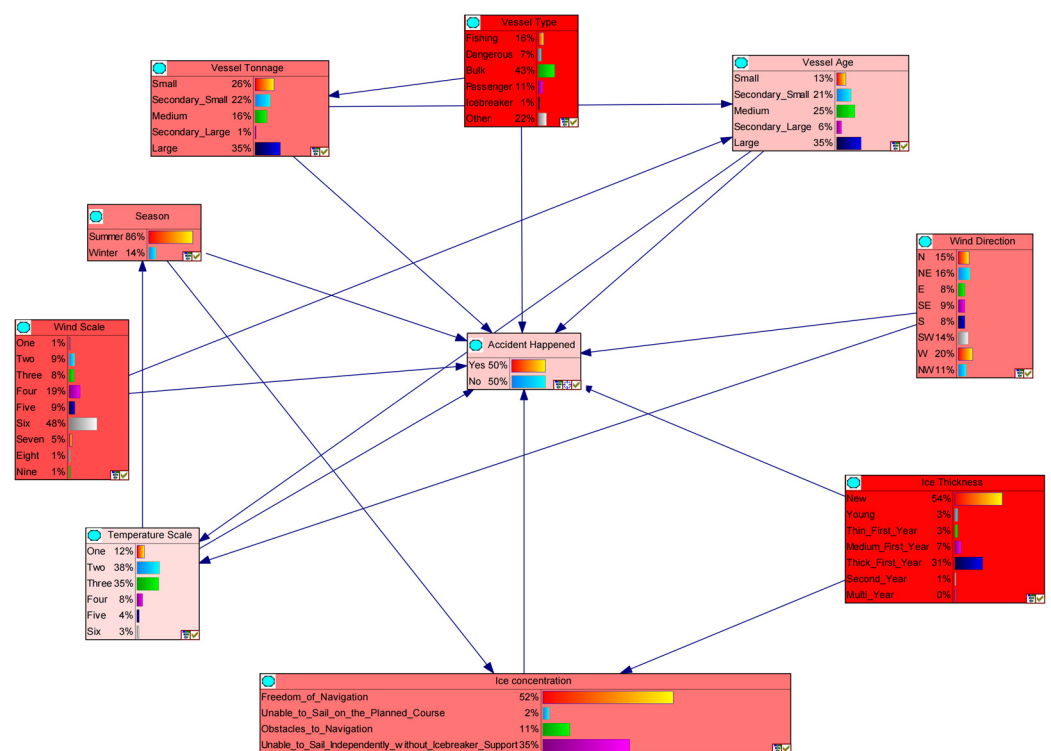 Vessel Type
Fishing 16%
Dangerous 7%
Bulk 43%
Passenger 11%
Icebreaker 1%
Other 22%
Vessel Tonnage
Small 26%
Secondary_Small 22%
Medium 16%
Secondary_Large 1%
Large 35%
Vessel Age
Small 13%
Secondary_Small 21%
Medium 25%
Secondary_Large 6%
Large 35%
Season
Summer 86%
Winter 14%
Wind Direction
N 15%
NE 16%
E 8%
SE 9%
S 8%
SW 14%
W 20%
NW 11%
Wind Scale
One 1%
Two 9%
Three 8%
Four 19%
Five 9%
Six 48%
Seven 5%
Eight 1%
Nine 1%
Accident Happened
Yes 50%
No 50%
Ice Thickness
New 54%
Young 3%
Thin_First_Year 3%
Medium_First_Year 7%
Thick_First_Year 31%
Second_Year 1%
Multi_Year 0%
Temperature Scale
One 12%
Two 38%
Three 35%
Four 8%
Five 4%
Six 3%
Ice concentration
Freedom_of_Navigation 52%
Unable_to_Sail_on_the_Planned_Course 2%
Obstacles_to_Navigation 11%
Unable_to_Sail_Independently_without_Icebreaker_Support 35%